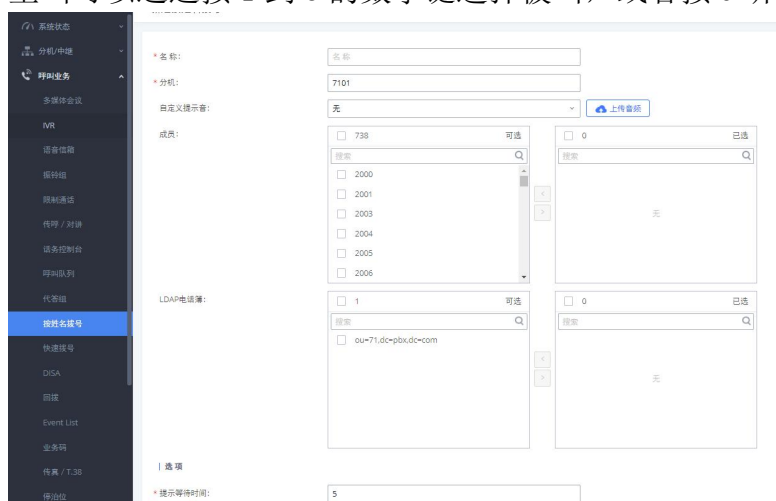 系统状态
分机/中继
呼叫业务
多媒体会议
IVR
语音信箱
振铃组
限制通话
传呼 / 对讲
话务控制台
呼叫队列
代答组
按姓名拨号
快速拨号
DISA
回拨
Event List
业务码
传真 / T.38
停泊位
* 名称:
名称
* 分机:
7101
自定义提示音:
无
上传音频
成员:
738 可选
搜索
2000
2001
2003
2004
2005
2006
0 已选
搜索
无
LDAP电话簿:
1 可选
搜索
ou=71,dc=pbx,dc=com
0 已选
搜索
无
选项
* 提示等待时间:
5